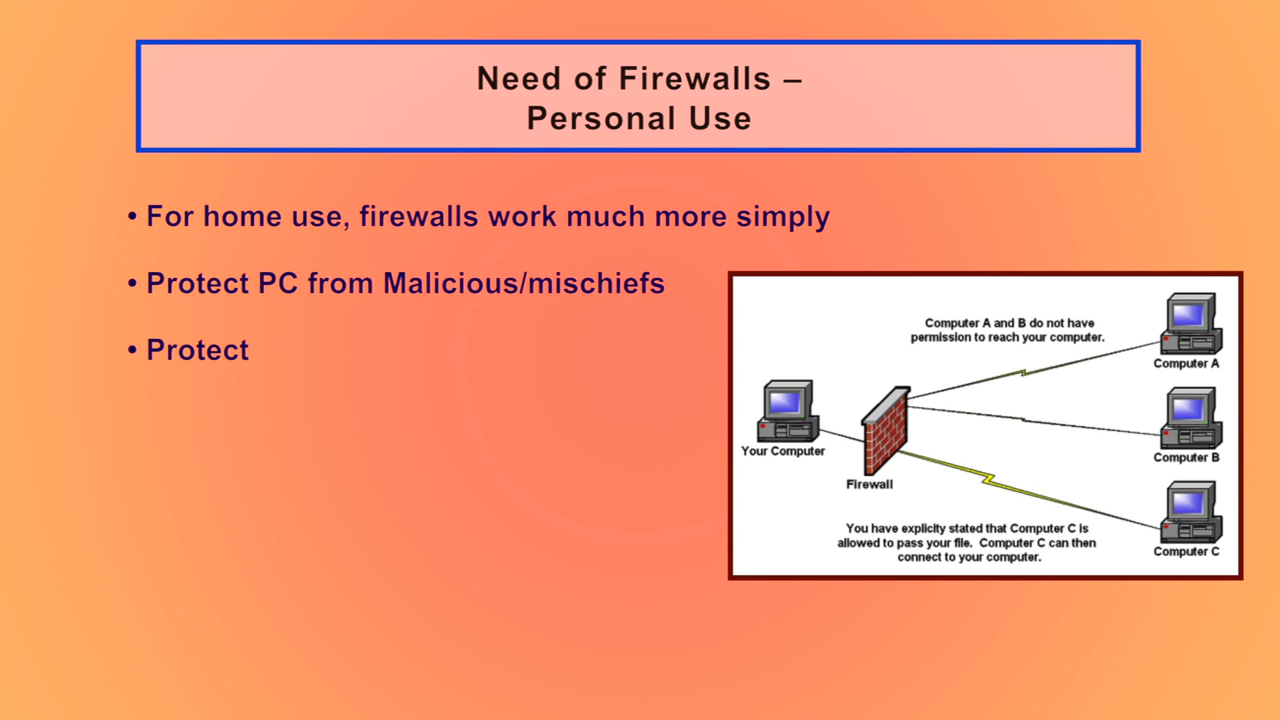 Need of Firewalls –
Personal Use
• For home use, firewalls work much more simply
• Protect PC from Malicious/mischiefs
• Protect
Computer A and B do not have
permission to reach your computer.
Computer A
Your Computer
Firewall
Computer B
You have explicity stated that Computer C is
allowed to pass your file. Computer C can then
connect to your computer.
Computer C